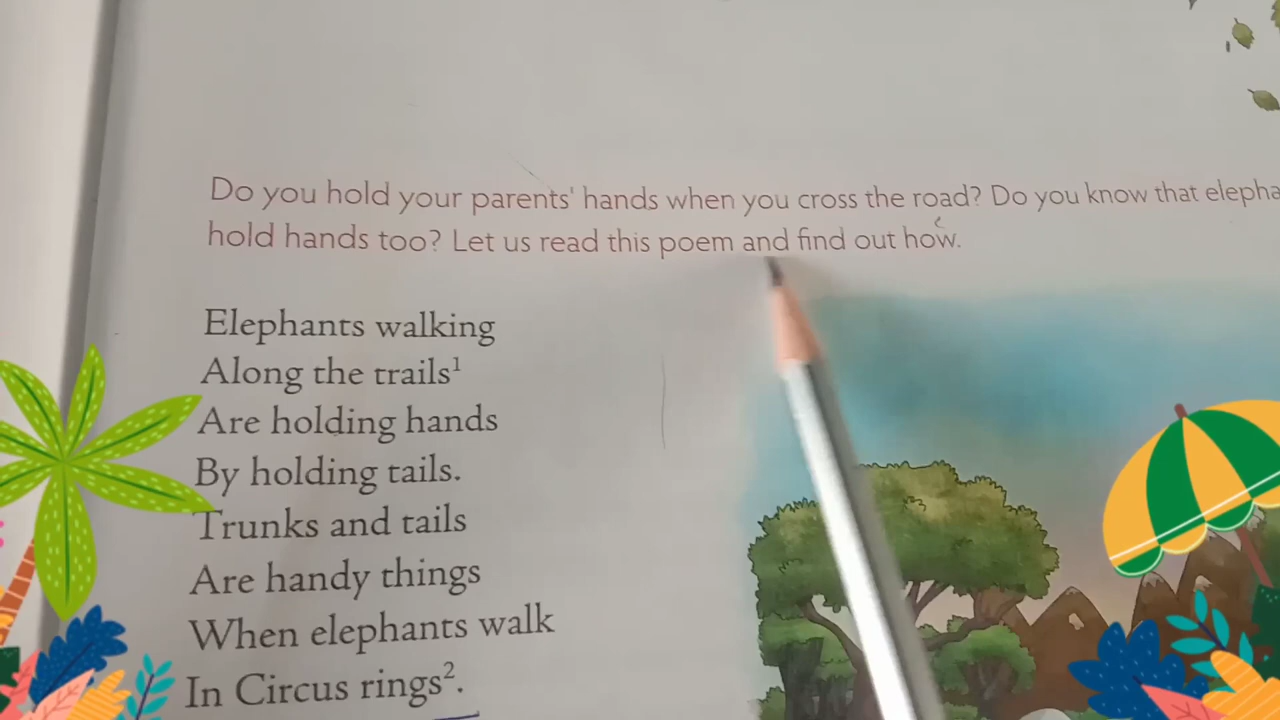 Do you hold your parents' hands when you cross the road? Do you know that
hold hands too? Let us read this poem and find out how.
Elephants walking
Along the trails¹
Are holding hands
By holding tails.
Trunks and tails
Are handy things
When elephants walk
In Circus rings².